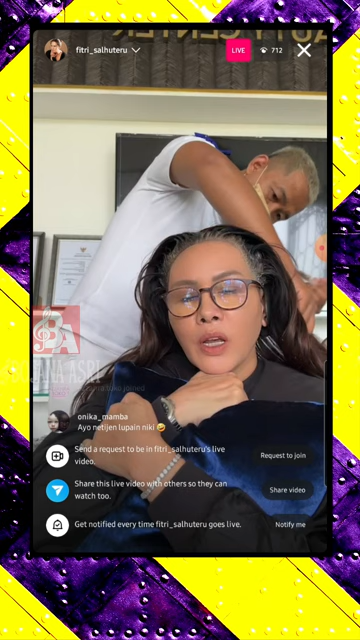 fitri_salhuteru
LIVE
712
joined
onika_mamba
Ayo netijen lupain niki 😅
Send a request to be in fitri_salhuteru's live
video.
Request to join
Share this live video with others so they can
watch too.
Share video
Get notified every time fitri_salhuteru goes live.
Notify me